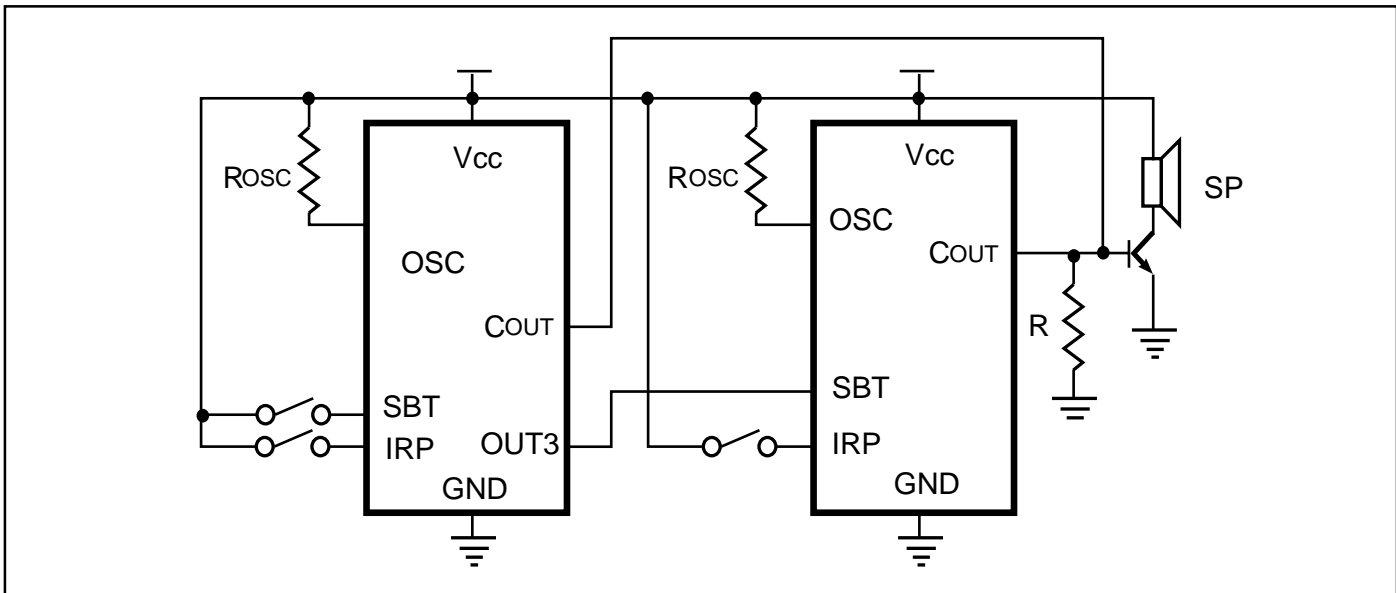 Vcc
ROSC
OSC
COUT
SBT
IRP
OUT3
GND
Vcc
ROSC
OSC
COUT
SBT
IRP
GND
R
SP